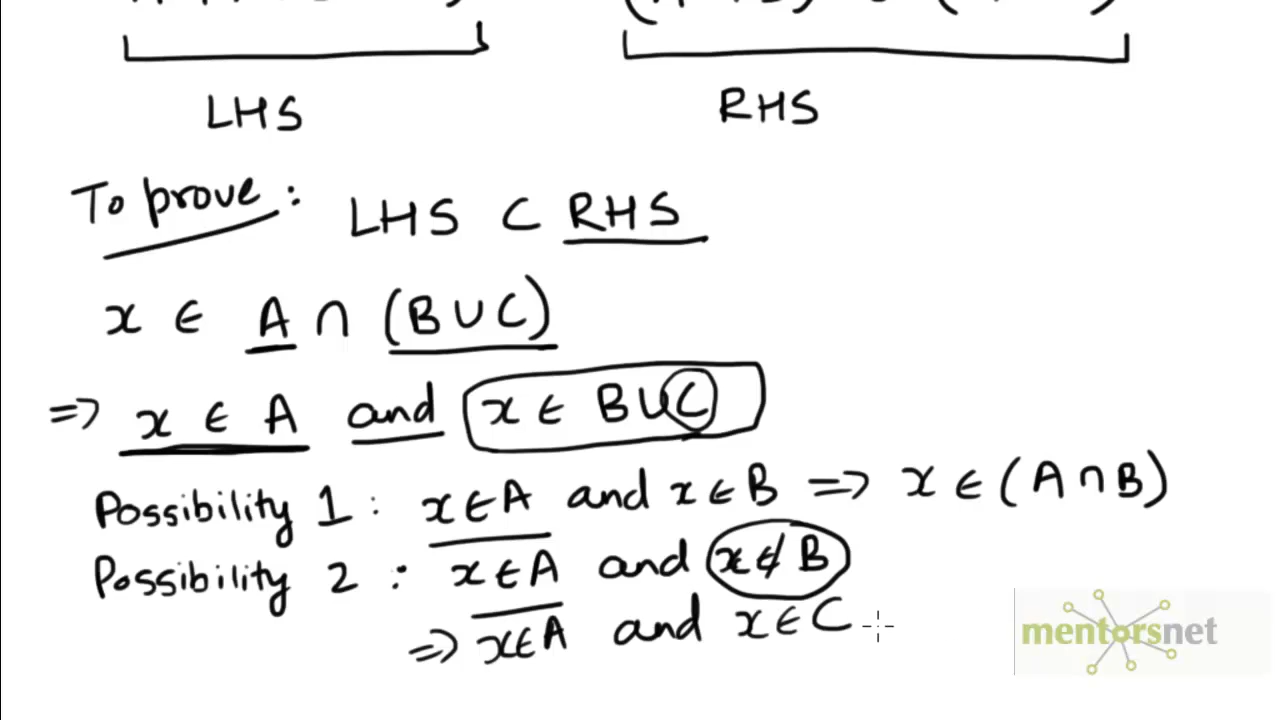 LHS RHS
To prove: LHS ⊂ RHS
x ∈ A ∩ (B ∪ C)
⇒ x ∈ A and x ∈ B ∪ C
Possibility 1 : x ∈ A and x ∈ B ⇒ x ∈ (A ∩ B)
Possibility 2 : x ∈ A and x ∉ B
⇒ x ∈ A and x ∈ C
mentorsnet